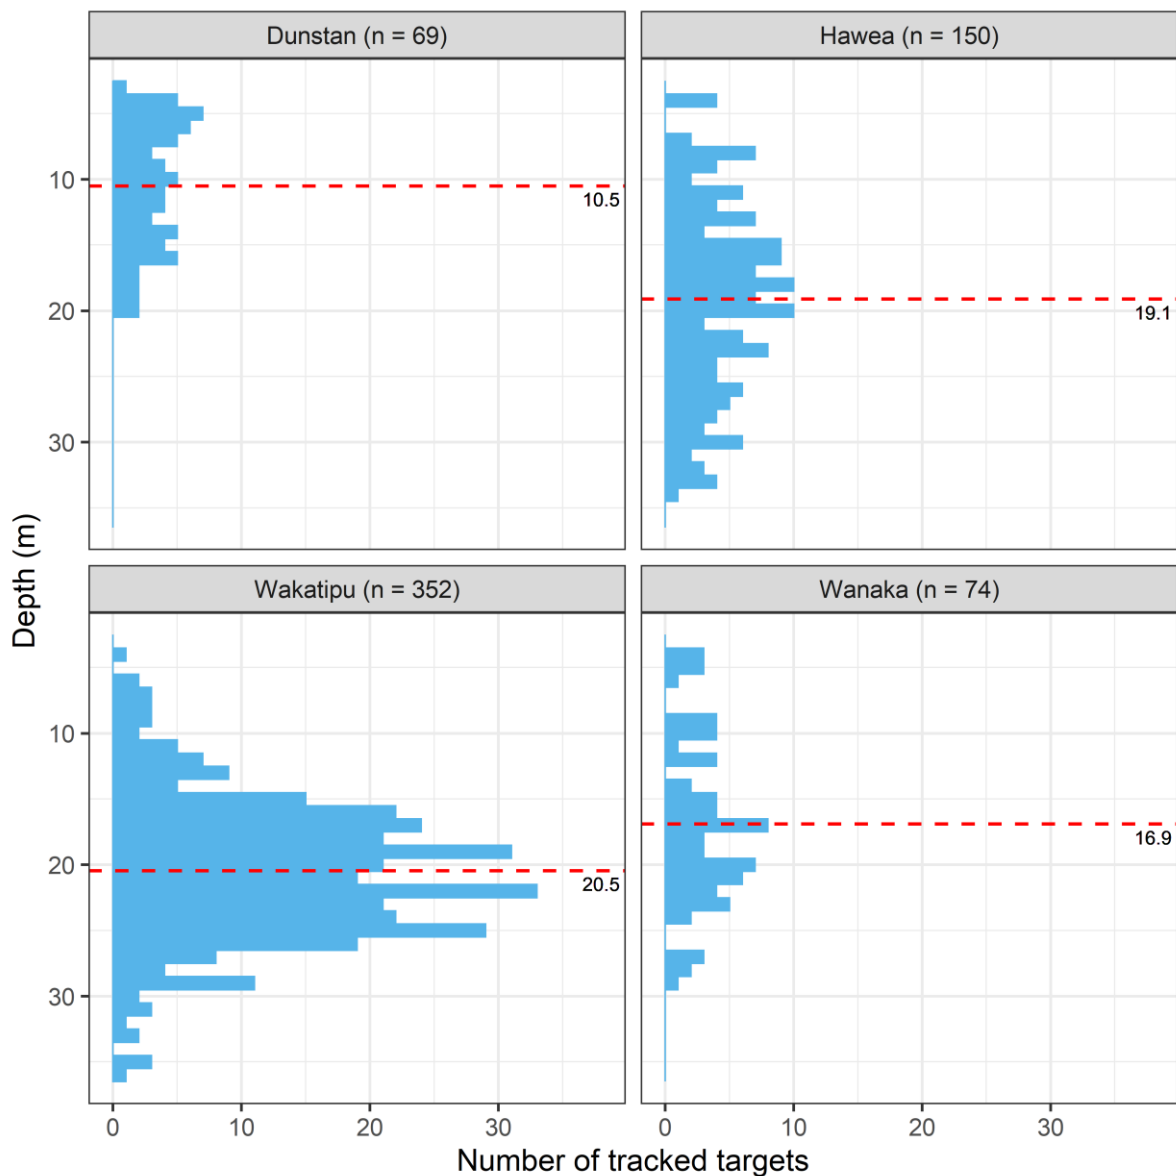 Dunstan (n = 69)
Hawea (n = 150)
10
20
30
10.5
19.1
Depth (m)
Wakatipu (n = 352)
Wanaka (n = 74)
10
20
30
20.5
16.9
0 10 20 30
0 10 20 30
Number of tracked targets